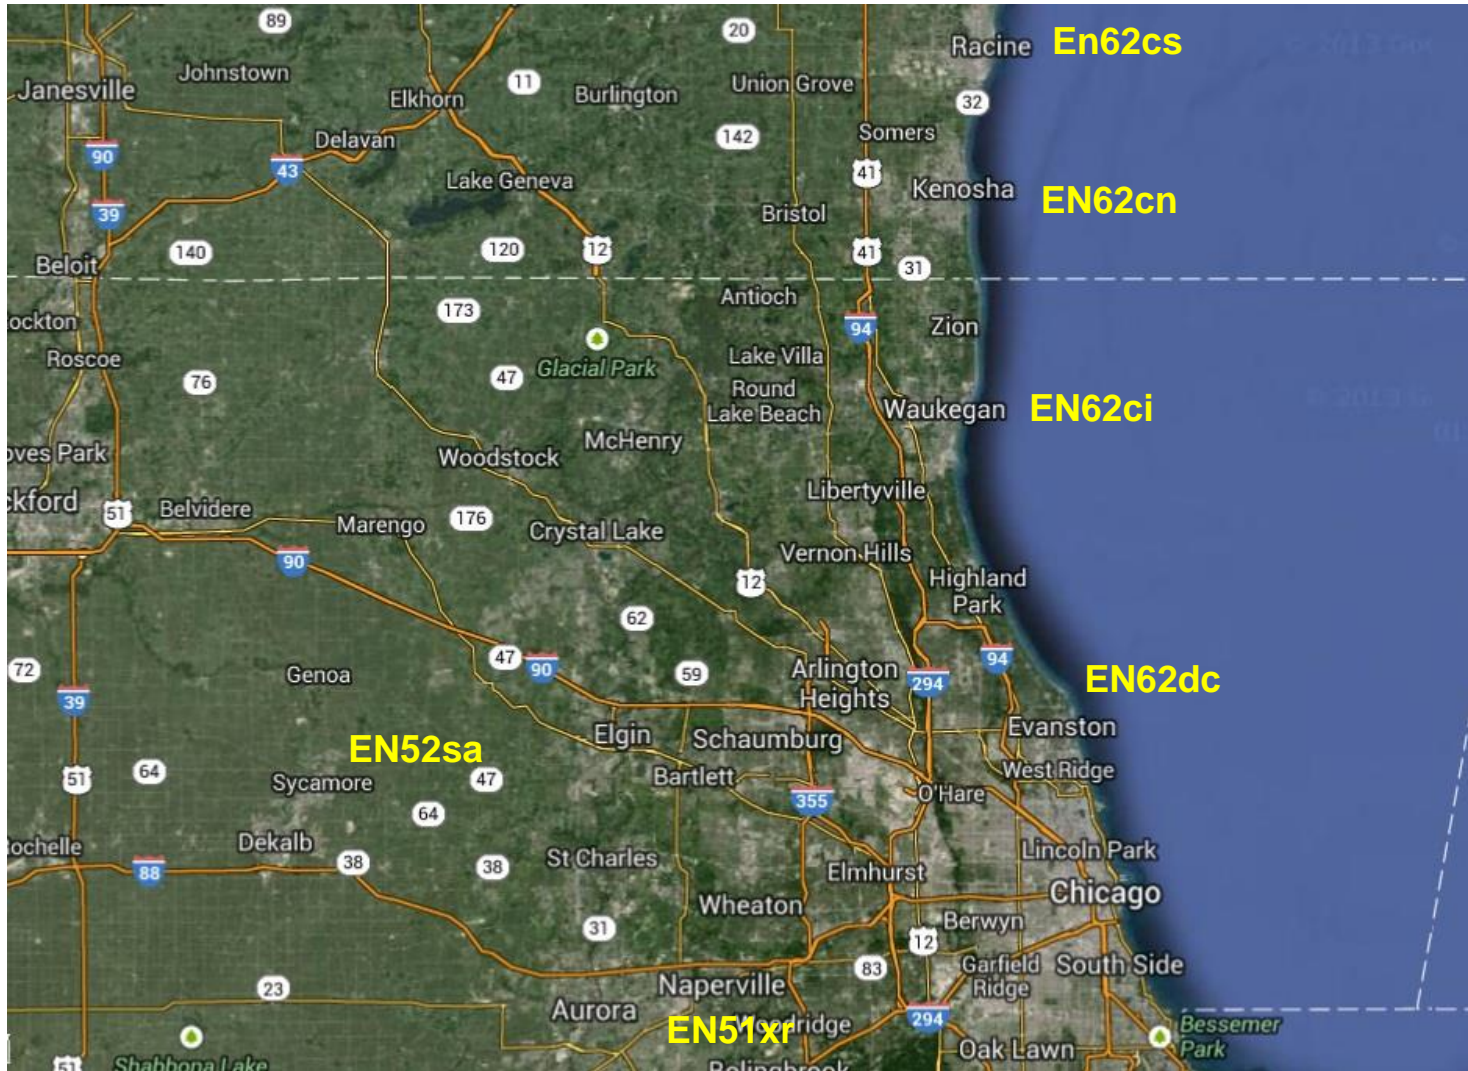 89
20
Racine
En62cs
Johnstown
11
Union Grove
Janesville
Elkhorn
Burlington
32
Delavan
142
Somers
90
43
41
Lake Geneva
Kenosha
EN62cn
39
Bristol
140
120
12
41
Beloit
31
173
Antioch
ockton
94
Zion
Roscoe
Glacial Park
Lake Villa
76
47
Round
Lake Beach
Waukegan
EN62ci
McHenry
oves Park
Woodstock
ckford
51
Belvidere
Marengo
176
Crystal Lake
Libertyville
90
Vernon Hills
12
Highland
Park
62
72
47
90
59
Arlington
Heights
94
Genoa
39
294
EN62dc
Elgin
Schaumburg
Evanston
EN52sa
51
64
Sycamore
47
Bartlett
West Ridge
64
355
O'Hare
ochelle
Dekalb
38
38
St Charles
Elmhurst
Lincoln Park
88
Wheaton
Chicago
31
Berwyn
12
83
Garfield
Ridge
South Side
23
Naperville
Aurora
294
EN51xr
Woodridge
Bessemer
Park
Shabbona Lake
51
Bolingbrook
Oak Lawn